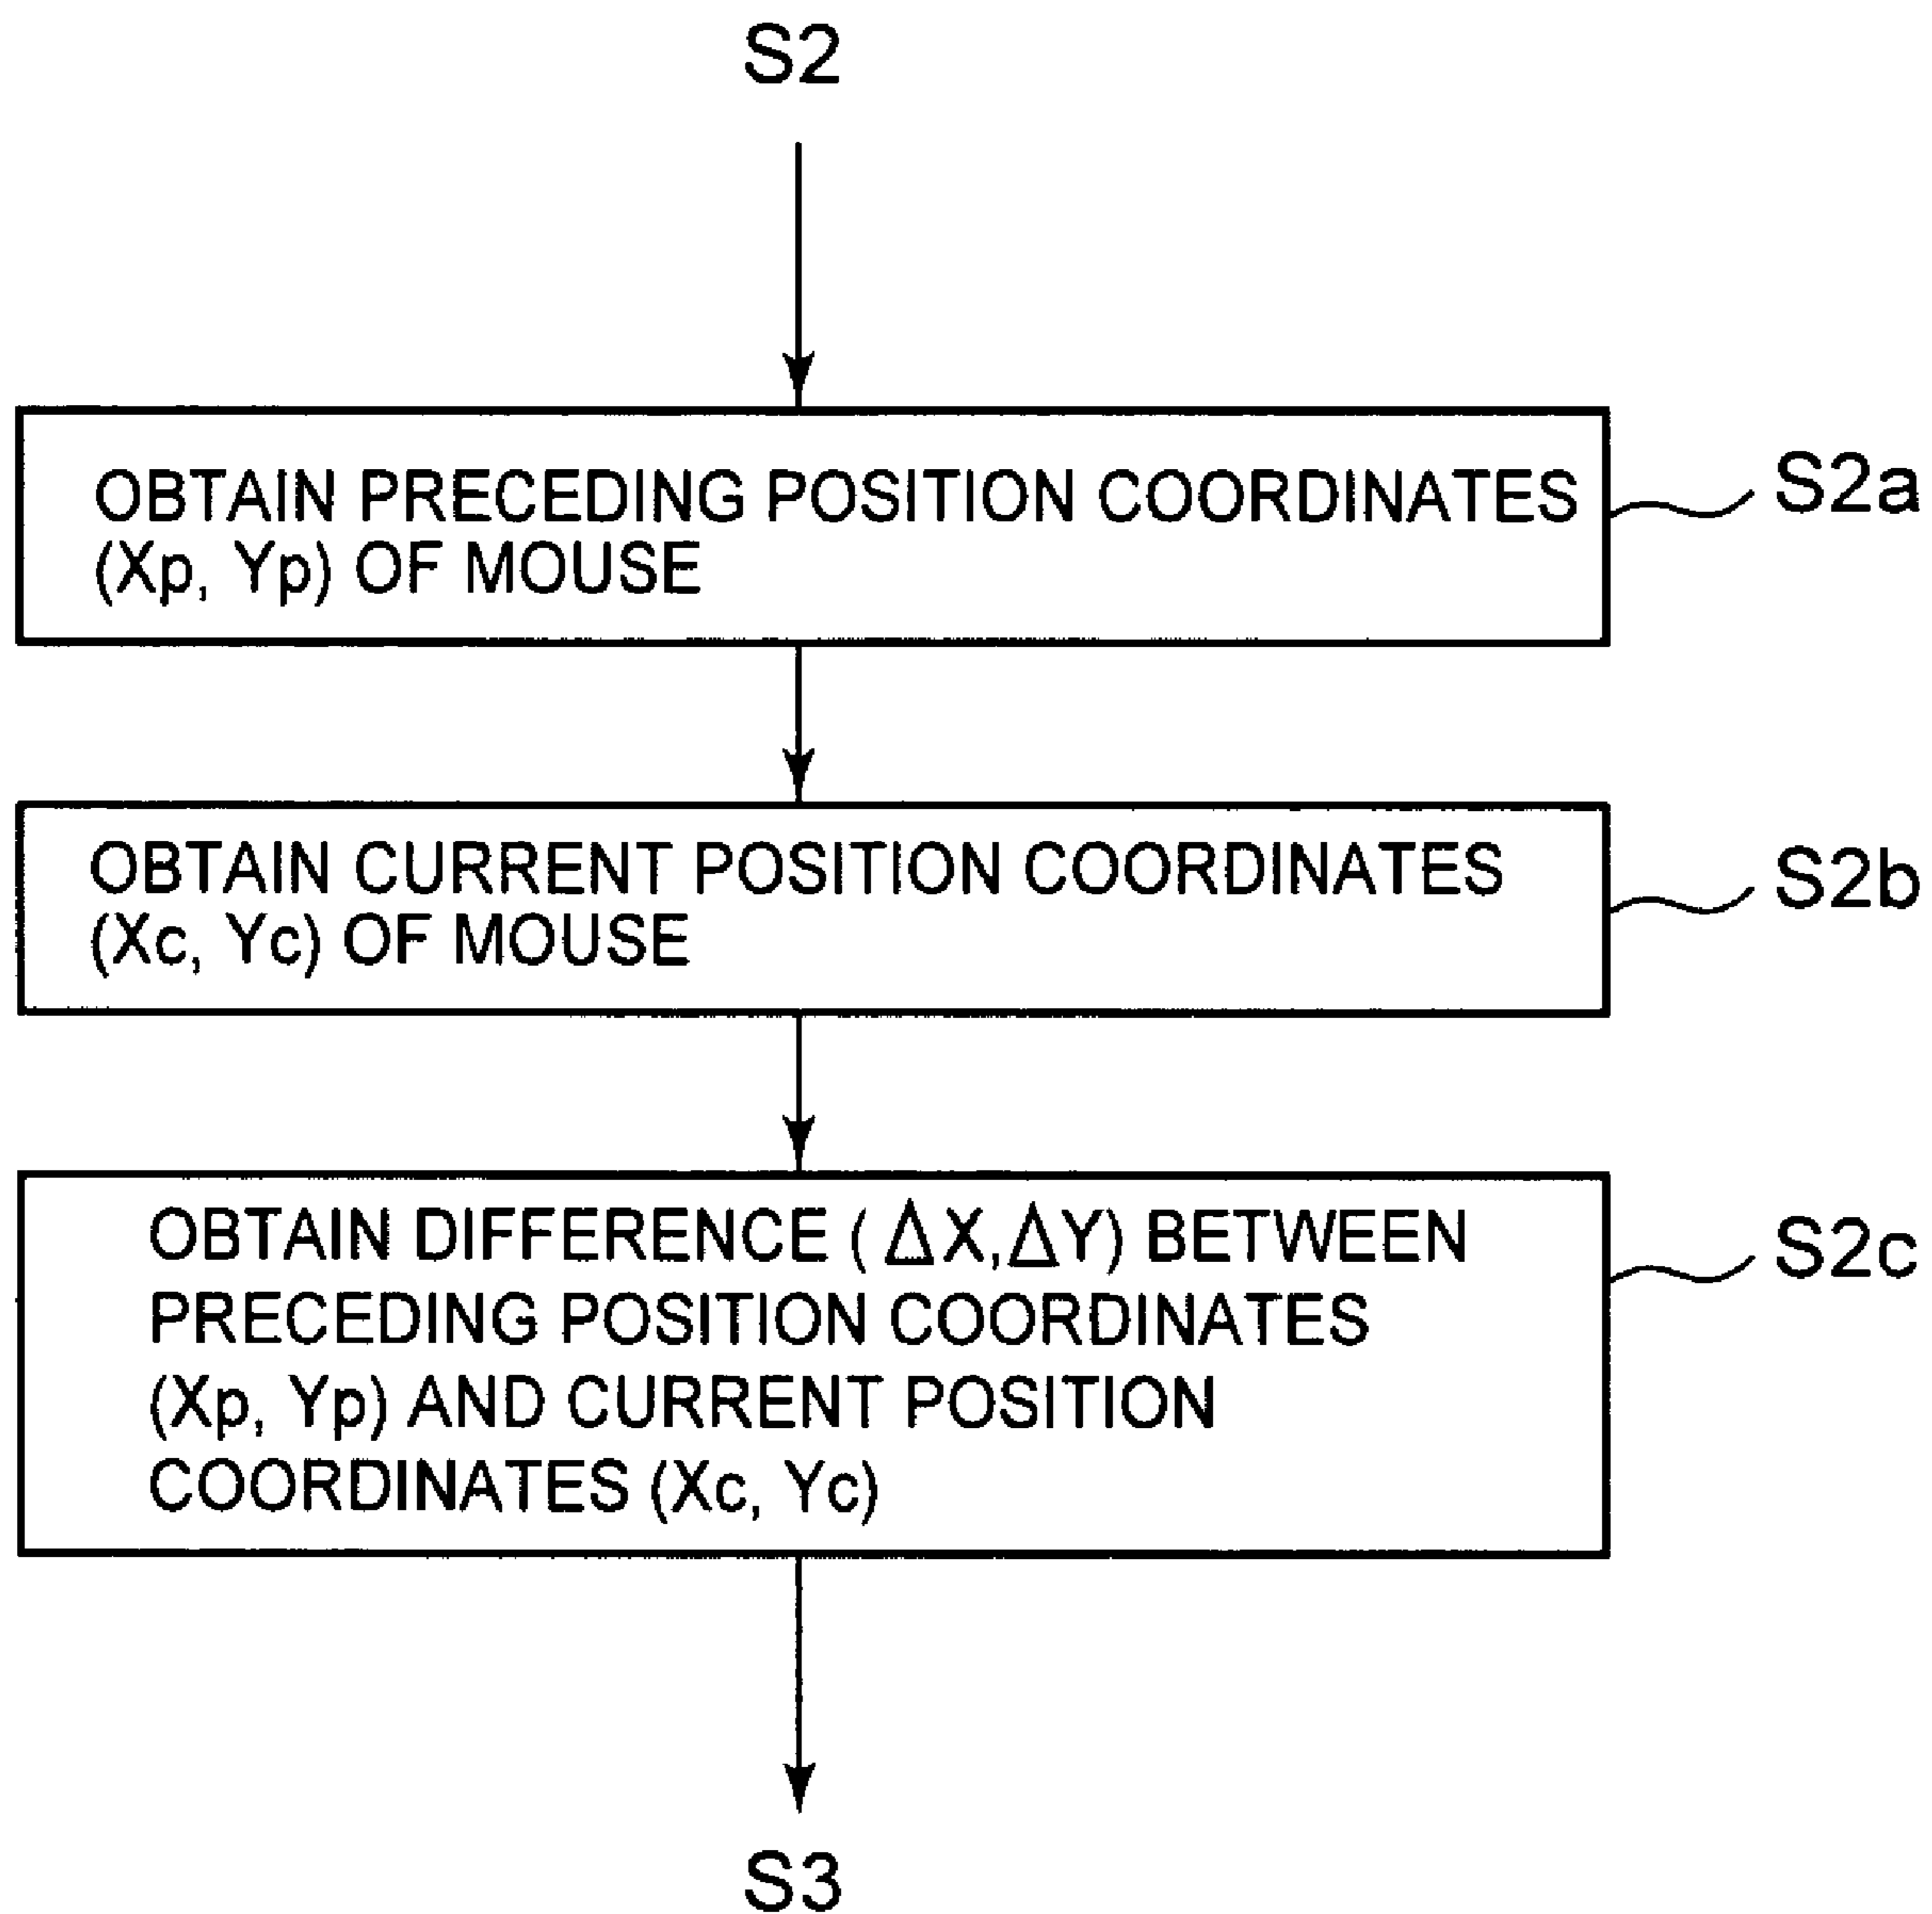 S2
OBTAIN PRECEDING POSITION COORDINATES
(Xp, Yp) OF MOUSE
S2a
OBTAIN CURRENT POSITION COORDINATES
(Xc, Yc) OF MOUSE
S2b
OBTAIN DIFFERENCE (ΔX,ΔY) BETWEEN
PRECEDING POSITION COORDINATES
(Xp, Yp) AND CURRENT POSITION
COORDINATES (Xc, Yc)
S2c
S3